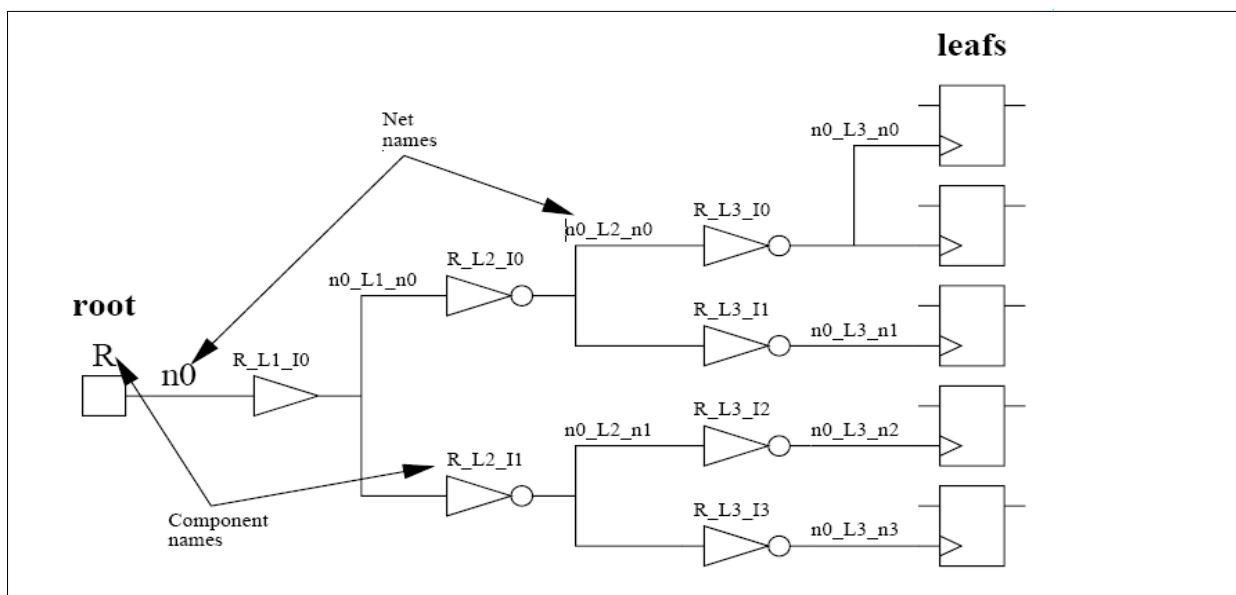 leafs
Net
names
n0_L3_n0
R_L3_I0
n0_L2_n0
R_L2_I0
n0_L1_n0
root
R_L3_I1
n0_L3_n1
R
n0
R_L1_I0
R_L3_I2
n0_L2_n1
n0_L3_n2
R_L2_I1
Component
names
R_L3_I3
n0_L3_n3